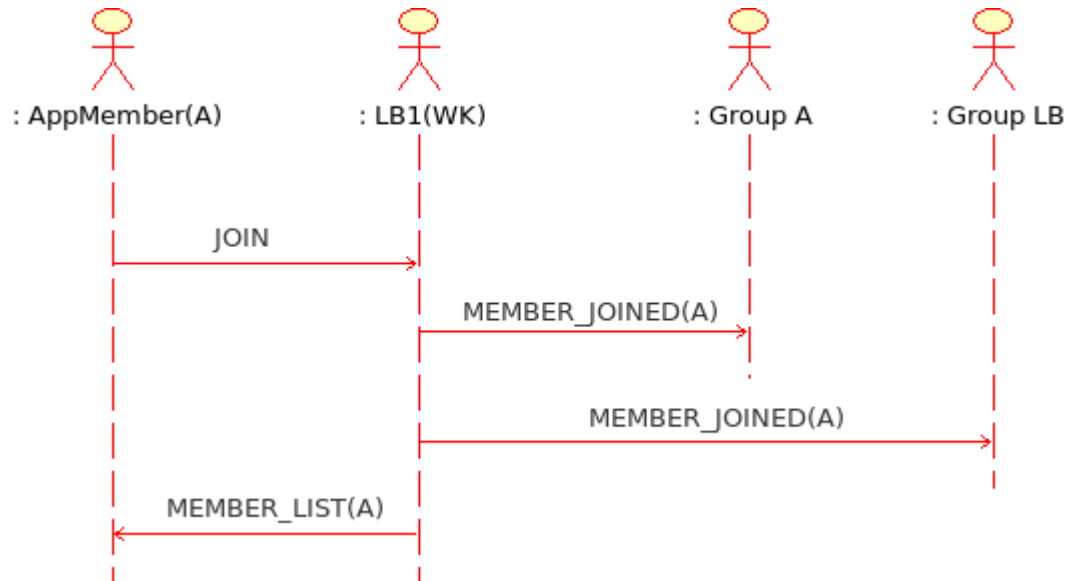 : AppMember(A)
: LB1(WK)
: Group A
: Group LB
JOIN
MEMBER_JOINED(A)
MEMBER_JOINED(A)
MEMBER_LIST(A)